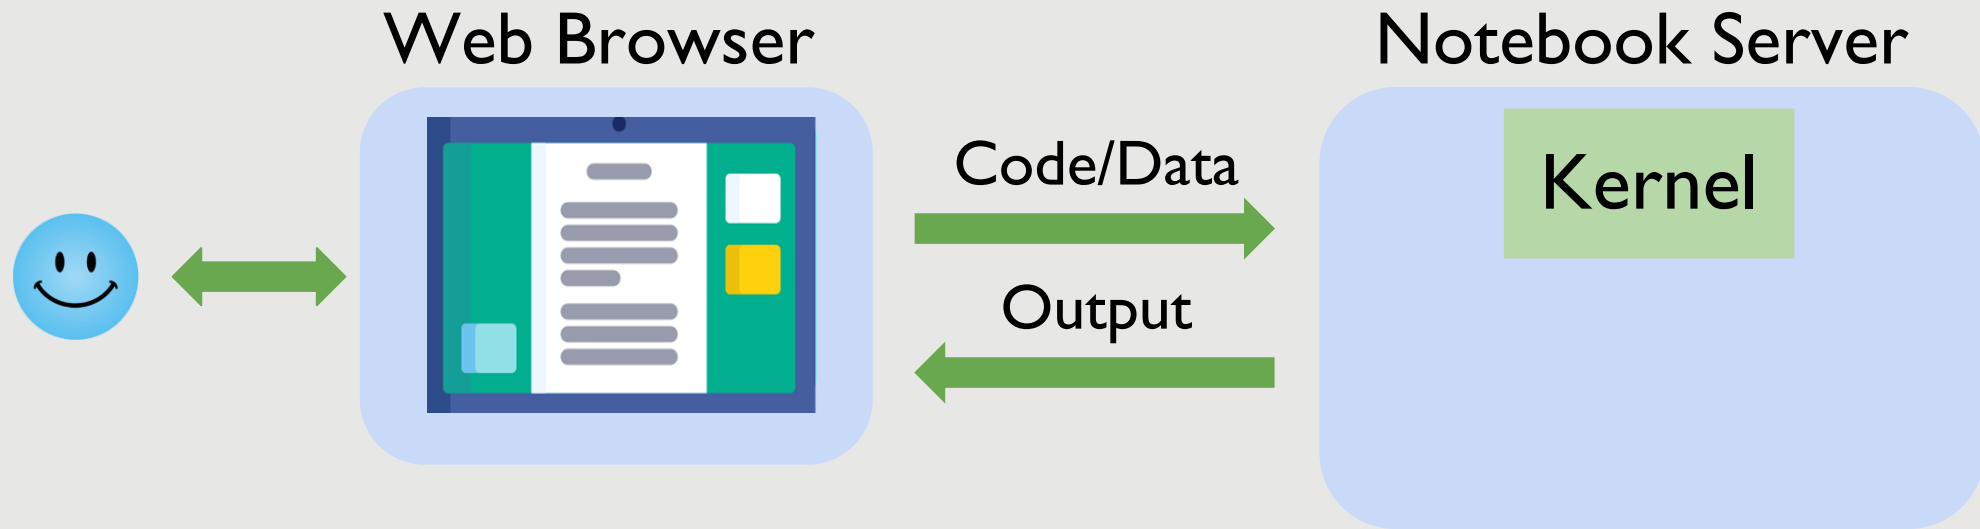 Web Browser
Notebook Server
Code/Data
Kernel
Output